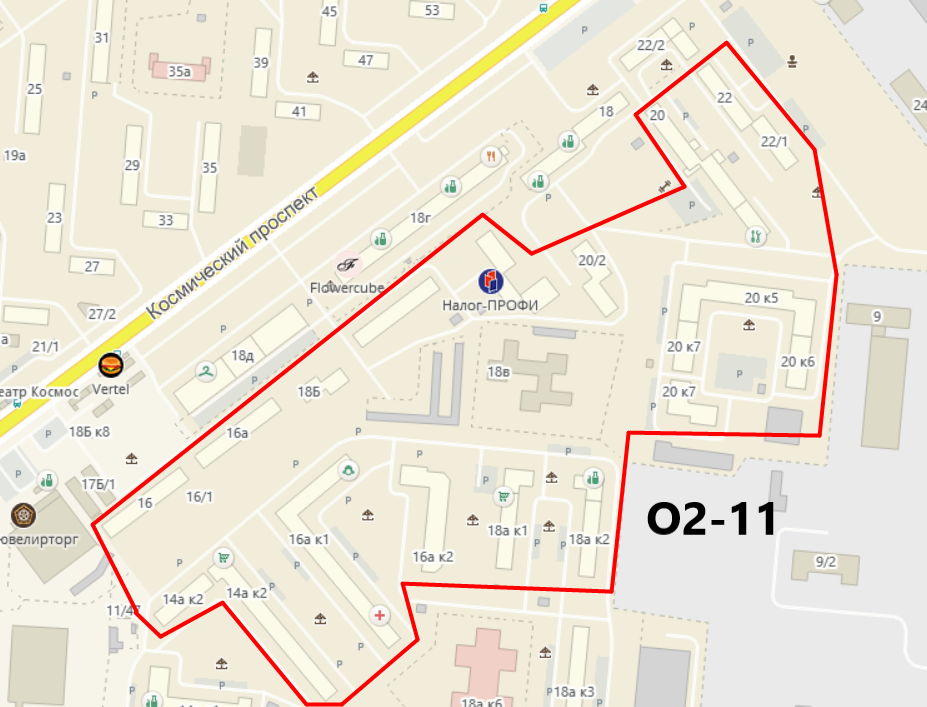 45
53
31
22/2
39
47
35а
25
22
24
41
18
20
22/1
19а
29
35
23
33
18г
Космический проспект
20/2
27
Flowercube
Налог-ПРОФИ
20 к5
27/2
9
21/1
18д
20 к7
20 к6
Vertel
18в
театр Космос
18Б
20 к7
18Б к8
16а
17Б/1
16/1
16
О2-11
ювелирторг
16а к1
18а к1
18а к2
16а к2
9/2
14а к2
14а к2
11/47
18а к3
18а к6
P